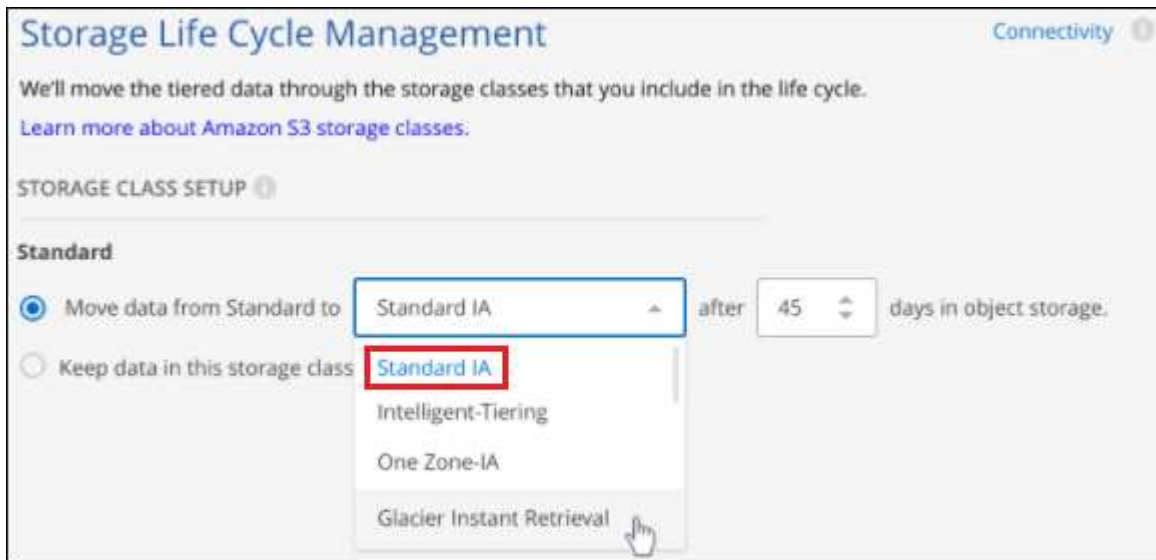 Storage Life Cycle Management
Connectivity
We'll move the tiered data through the storage classes that you include in the life cycle.
Learn more about Amazon S3 storage classes.
STORAGE CLASS SETUP
Standard
Move data from Standard to Standard IA after 45 days in object storage.
Keep data in this storage class
Standard IA
Intelligent-Tiering
One Zone-IA
Glacier Instant Retrieval